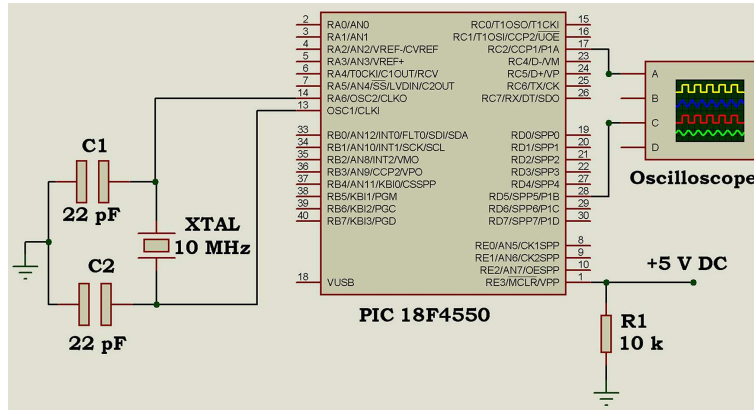 2 RA0/AN0
3 RA1/AN1
4 RA2/AN2/VREF-/CVREF
5 RA3/AN3/VREF+
6 RA4/T0CKI/C1OUT/RCV
7 RA5/AN4/SS/LVDIN/C2OUT
14 RA6/OSC2/CLKO
13 OSC1/CLKI
33 RB0/AN12/INT0/FLT0/SDI/SDA
34 RB1/AN10/INT1/SCK/SCL
35 RB2/AN8/INT2/VMO
36 RB3/AN9/CCP2/VPO
37 RB4/AN11/KBI0/CSSPP
38 RB5/KBI1/PGM
39 RB6/KBI2/PGC
40 RB7/KBI3/PGD
18 VUSB
RC0/T1OSO/T1CKI 15
RC1/T1OSI/CCP2/UOE 16
RC2/CCP1/P1A 17
RC4/D-/VM 23
RC5/D+/VP 24
RC6/TX/CK 25
RC7/RX/DT/SDO 26
RD0/SPP0 19
RD1/SPP1 20
RD2/SPP2 21
RD3/SPP3 22
RD4/SPP4 27
RD5/SPP5/P1B 28
RD6/SPP6/P1C 29
RD7/SPP7/P1D 30
RE0/AN5/CK1SPP 8
RE1/AN6/CK2SPP 9
RE2/AN7/OESPP 10
RE3/MCLR/VPP 1
PIC 18F4550
C1
22 pF
XTAL
10 MHz
C2
22 pF
A
B
C
D
Oscilloscope
+5 V DC
R1
10 k